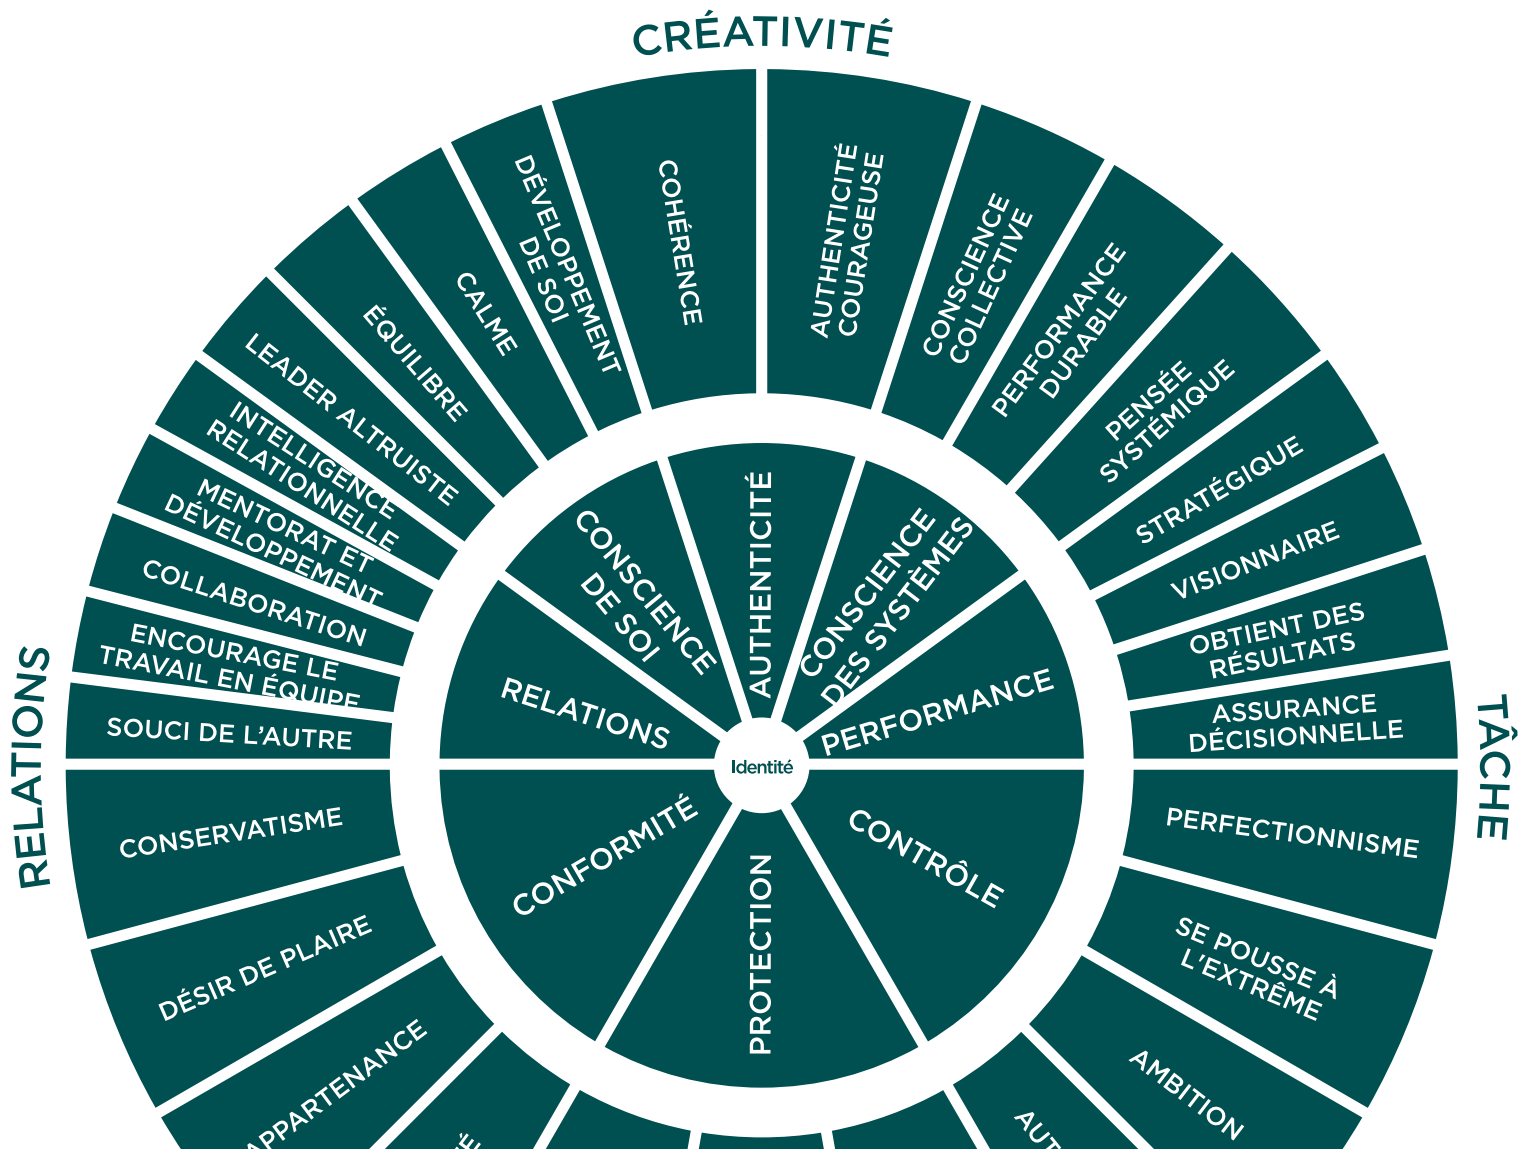 CRÉATIVITÉ
COHÉRENCE
AUTHENTICITÉ
COURAGEUSE
CONSCIENCE
COLLECTIVE
PERFORMANCE
DURABLE
PENSÉE
SYSTÉMIQUE
STRATÉGIQUE
VISIONNAIRE
OBTIENT DES
RÉSULTATS
ASSURANCE
DÉCISIONNELLE
TÂCHE
PERFECTIONNISME
SE POUSSE À
L'EXTRÊME
AMBITION
AUT
DÉVELOPPEMENT
DE SOI
CALME
ÉQUILIBRE
LEADER ALTRUISTE
INTELLIGENCE
RELATIONNELLE
MENTORAT ET
DÉVELOPPEMENT
COLLABORATION
ENCOURAGE LE
TRAVAIL EN ÉQUIPE
SOUCI DE L’AUTRE
RELATIONS
CONSERVATISME
DÉSIR DE PLAIRE
APPARTENANCE
É
RELATIONS
CONSCIENCE
DE SOI
AUTHENTICITÉ
CONSCIENCE
DES SYSTÈMES
PERFORMANCE
Identité
CONFORMITÉ
PROTECTION
CONTRÔLE